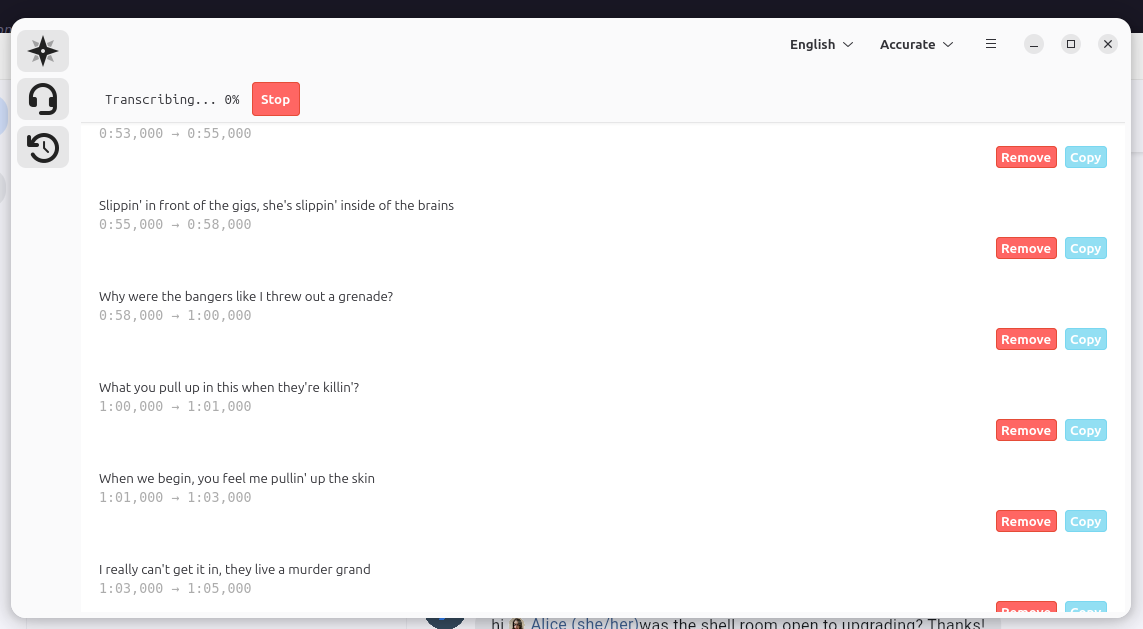 English
Accurate
Transcribing... 0%
Stop
0:53,000 → 0:55,000
Remove
Copy
Slippin' in front of the gigs, she's slippin' inside of the brains
0:55,000 → 0:58,000
Remove
Copy
Why were the bangers like I threw out a grenade?
0:58,000 → 1:00,000
Remove
Copy
What you pull up in this when they're killin'?
1:00,000 → 1:01,000
Remove
Copy
When we begin, you feel me pullin' up the skin
1:01,000 → 1:03,000
Remove
Copy
I really can't get it in, they live a murder grand
1:03,000 → 1:05,000
Remove
Copy
hi Alice (she/her)was the shell room open to upgrading? Thanks!